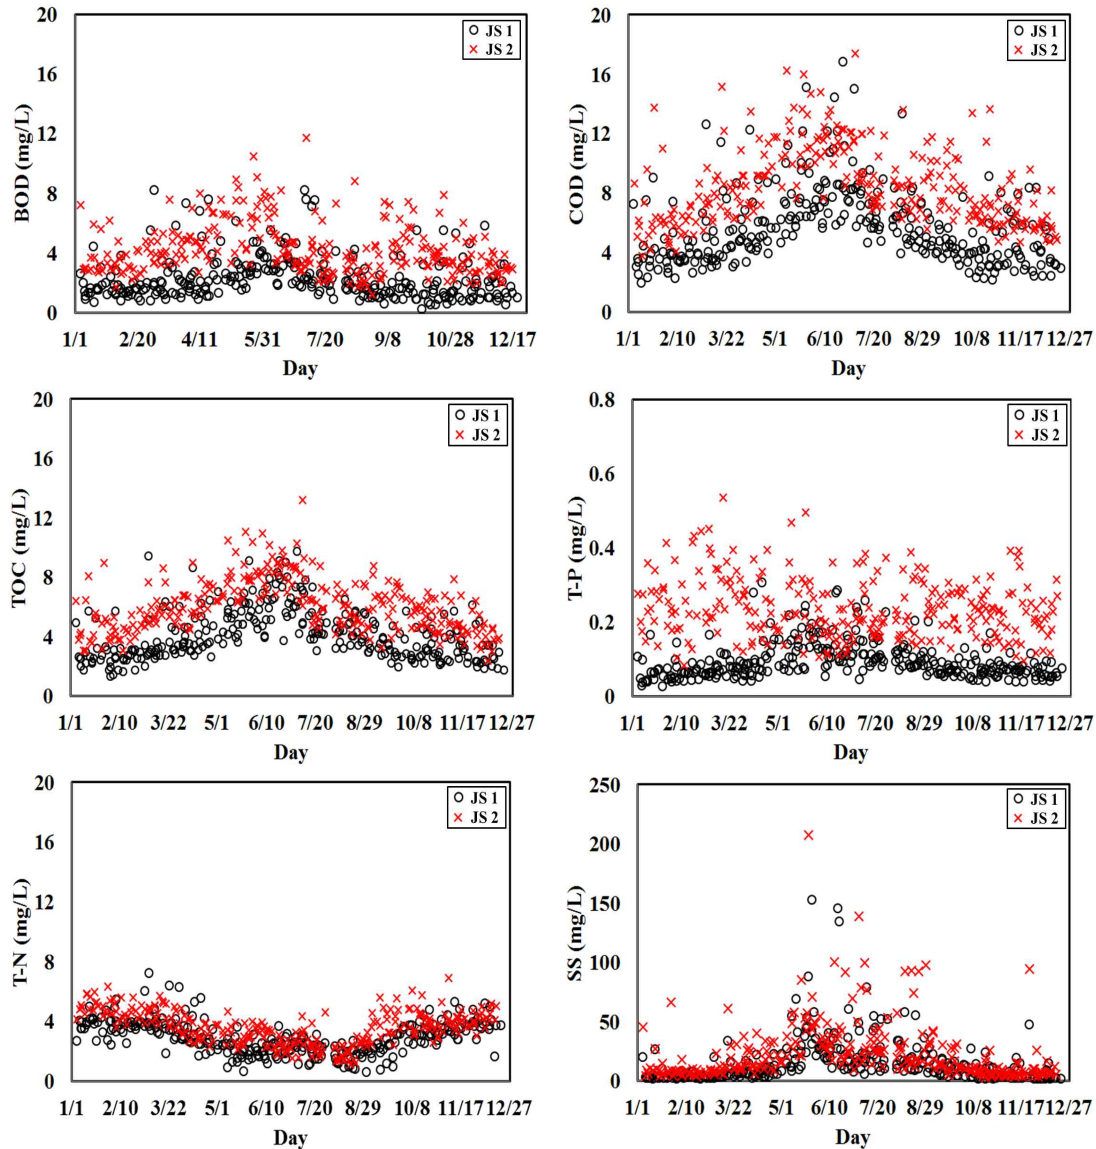 20
16
12
8
4
0
BOD (mg/L)
JS 1
JS 2
1/1 2/20 4/11 5/31 7/20 9/8 10/28 12/17
Day
20
16
12
8
4
0
COD (mg/L)
JS 1
JS 2
1/1 2/10 3/22 5/1 6/10 7/20 8/29 10/8 11/17 12/27
Day
20
16
12
8
4
0
TOC (mg/L)
JS 1
JS 2
1/1 2/10 3/22 5/1 6/10 7/20 8/29 10/8 11/17 12/27
Day
0.8
0.6
0.4
0.2
0
T-P (mg/L)
JS 1
JS 2
1/1 2/10 3/22 5/1 6/10 7/20 8/29 10/8 11/17 12/27
Day
20
16
12
8
4
0
T-N (mg/L)
JS 1
JS 2
1/1 2/10 3/22 5/1 6/10 7/20 8/29 10/8 11/17 12/27
Day
250
200
150
100
50
0
SS (mg/L)
JS 1
JS 2
1/1 2/10 3/22 5/1 6/10 7/20 8/29 10/8 11/17 12/27
Day